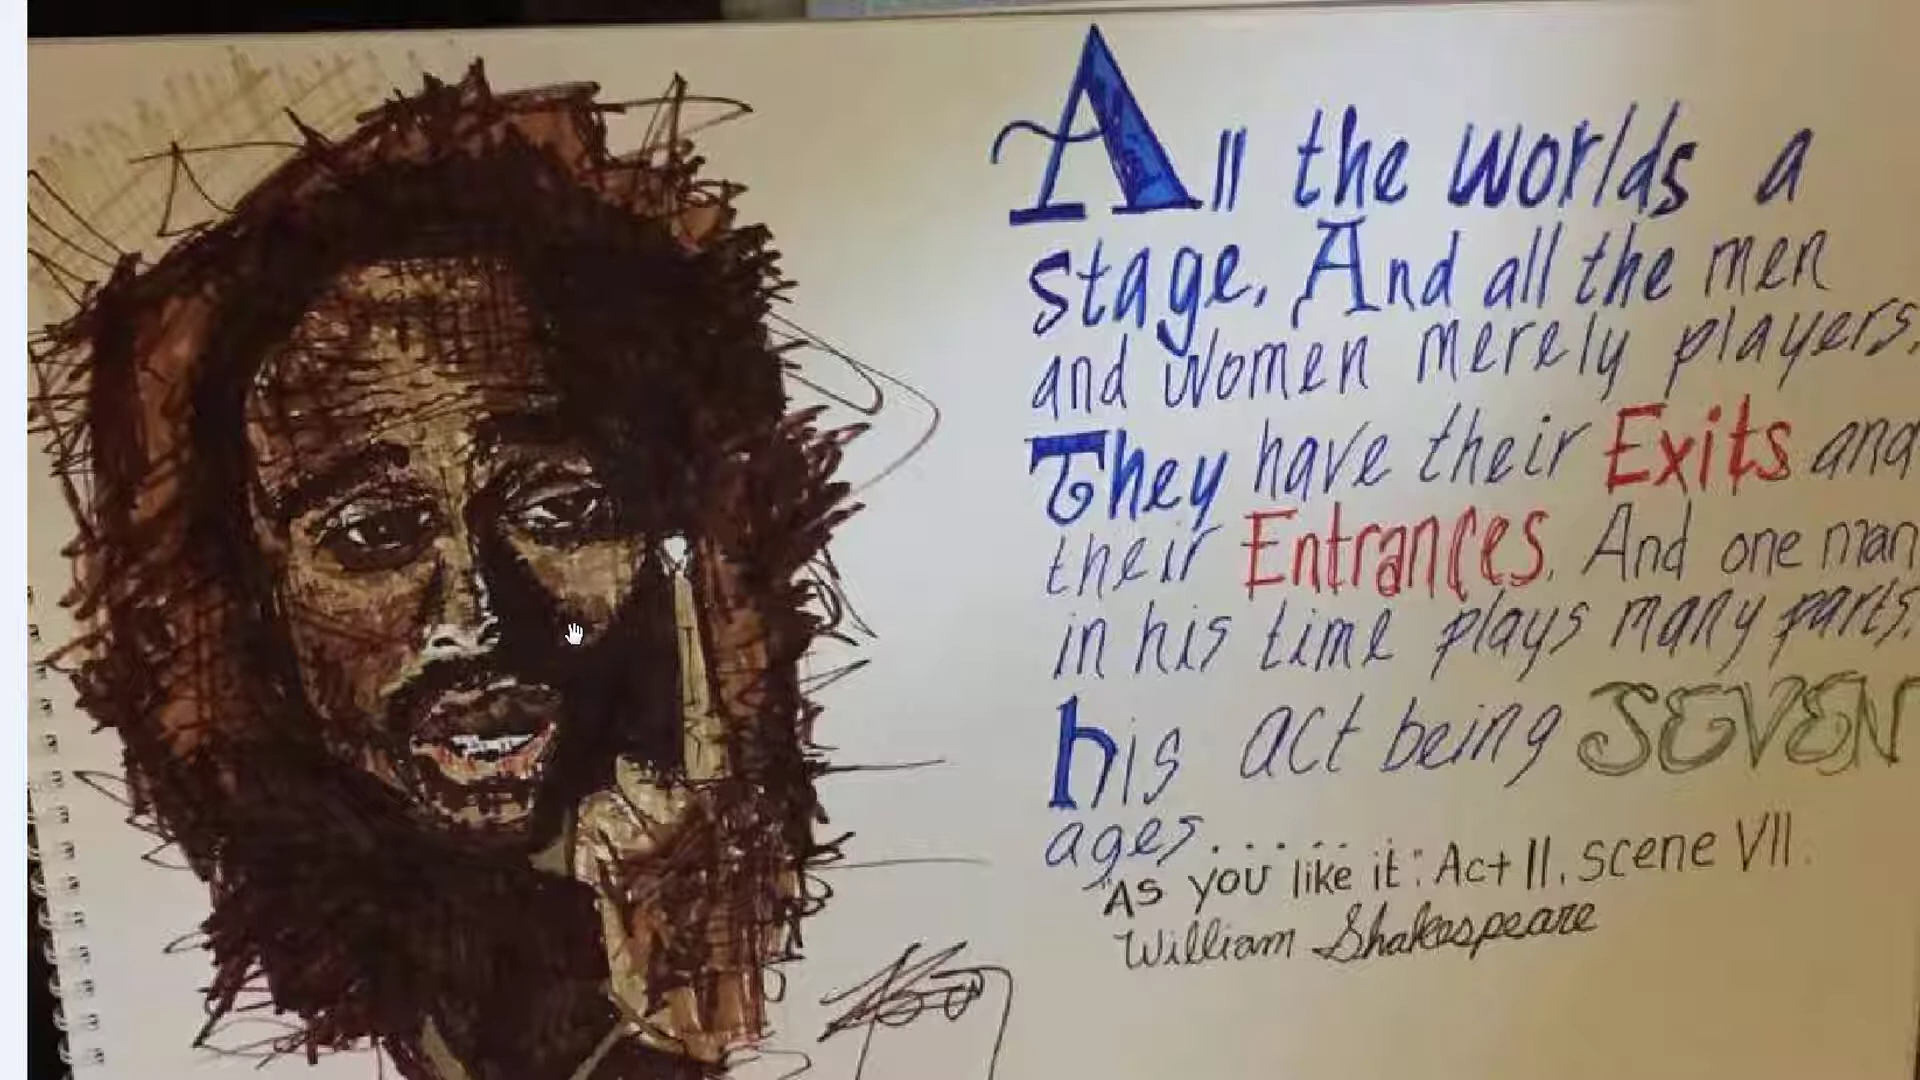 All the worlds a
stage. And all the men
and women merely players.
They have their Exits and
their Entrances. And one man
in his time plays many parts.
his act being SEVEN
ages......
"As you like it": Act II, scene VII.
William Shakespeare